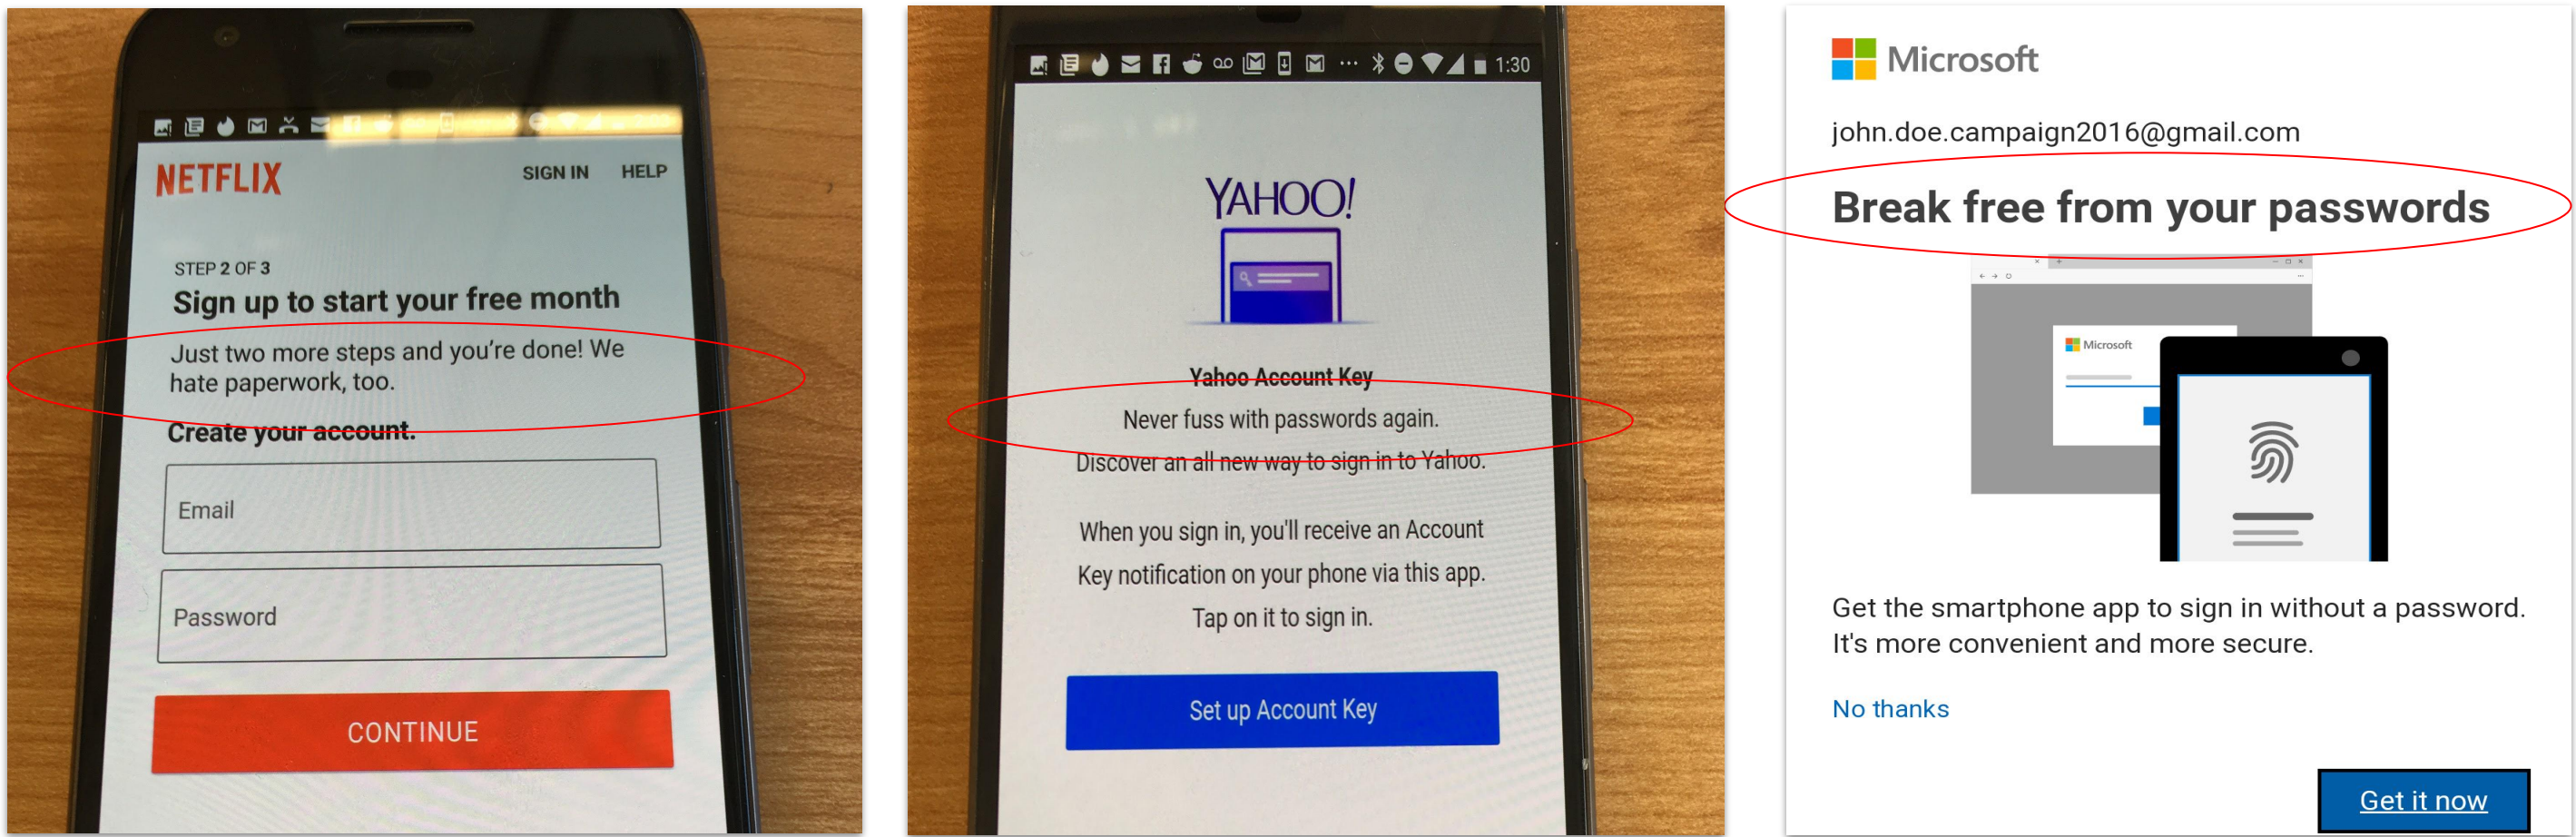 NETFLIX
SIGN IN HELP
STEP 2 OF 3
Sign up to start your free month
Just two more steps and you're done! We
hate paperwork, too.
Create your account.
Email
Password
CONTINUE
1:30
YAHOO!
Yahoo Account Key
Never fuss with passwords again.
Discover an all new way to sign in to Yahoo.
When you sign in, you'll receive an Account
Key notification on your phone via this app.
Tap on it to sign in.
Set up Account Key
Microsoft
john.doe.campaign2016@gmail.com
Break free from your passwords
Microsoft
Get the smartphone app to sign in without a password.
It's more convenient and more secure.
No thanks
Get it now